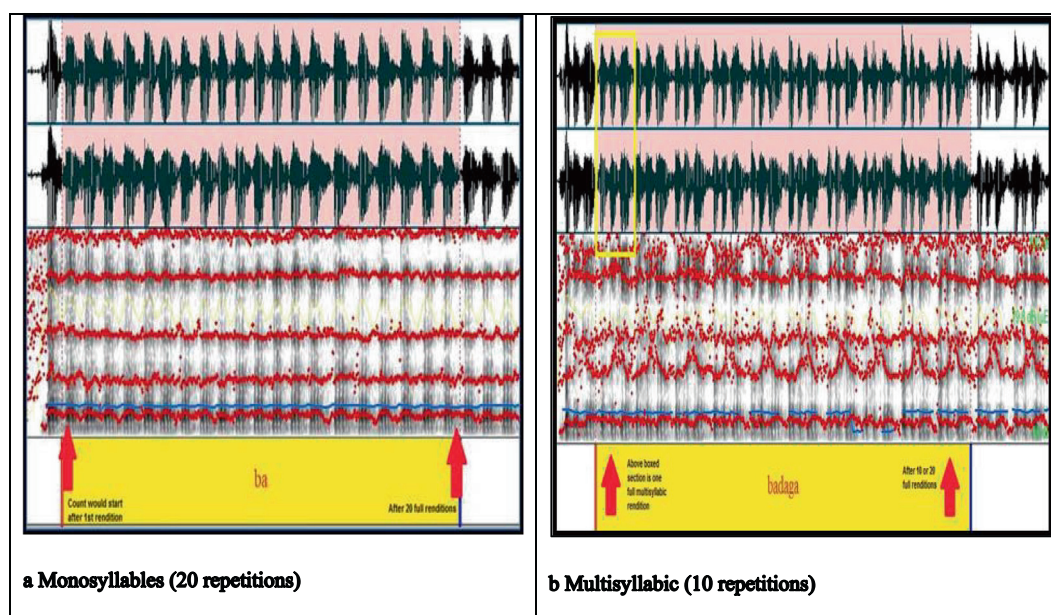 ba
Count would start
after 1st rendition
After 20 full renditions
a Monosyllables (20 repetitions)
Above boxed
section is one
full multisyllabic
rendition
badaga
After 10 or 20
full renditions
b Multisyllabic (10 repetitions)